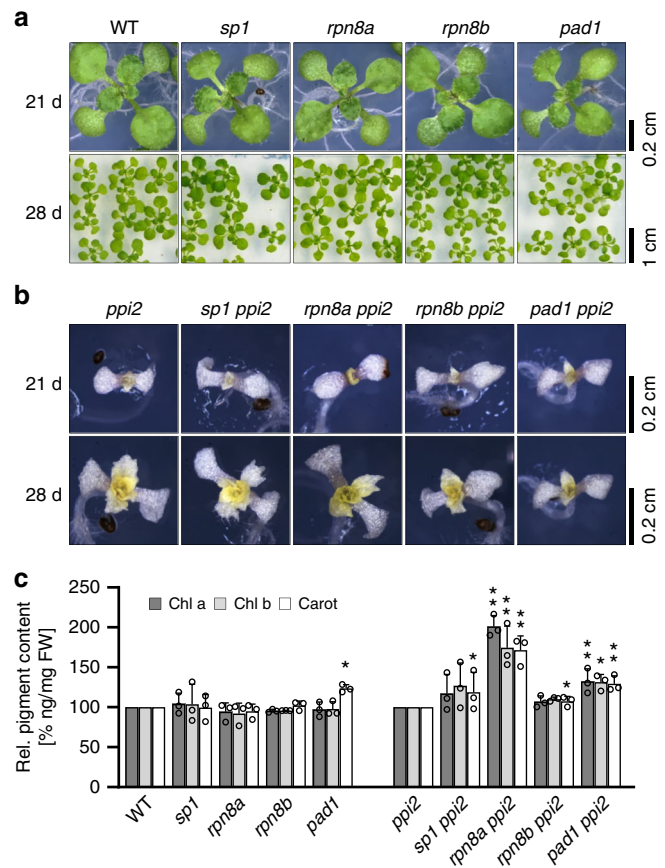 a
WT sp1 rpn8a rpn8b pad1
21 d
0.2 cm
28 d
1 cm
b
ppi2 sp1 ppi2 rpn8a ppi2 rpn8b ppi2 pad1 ppi2
21 d
0.2 cm
28 d
0.2 cm
c
Rel. pigment content
[% ng/mg FW]
250
200
150
100
50
0
Chl a Chl b Carot
** ** ** * * ** * ** * **
WT sp1 rpn8a rpn8b pad1 ppi2 sp1 ppi2 rpn8a ppi2 rpn8b ppi2 pad1 ppi2